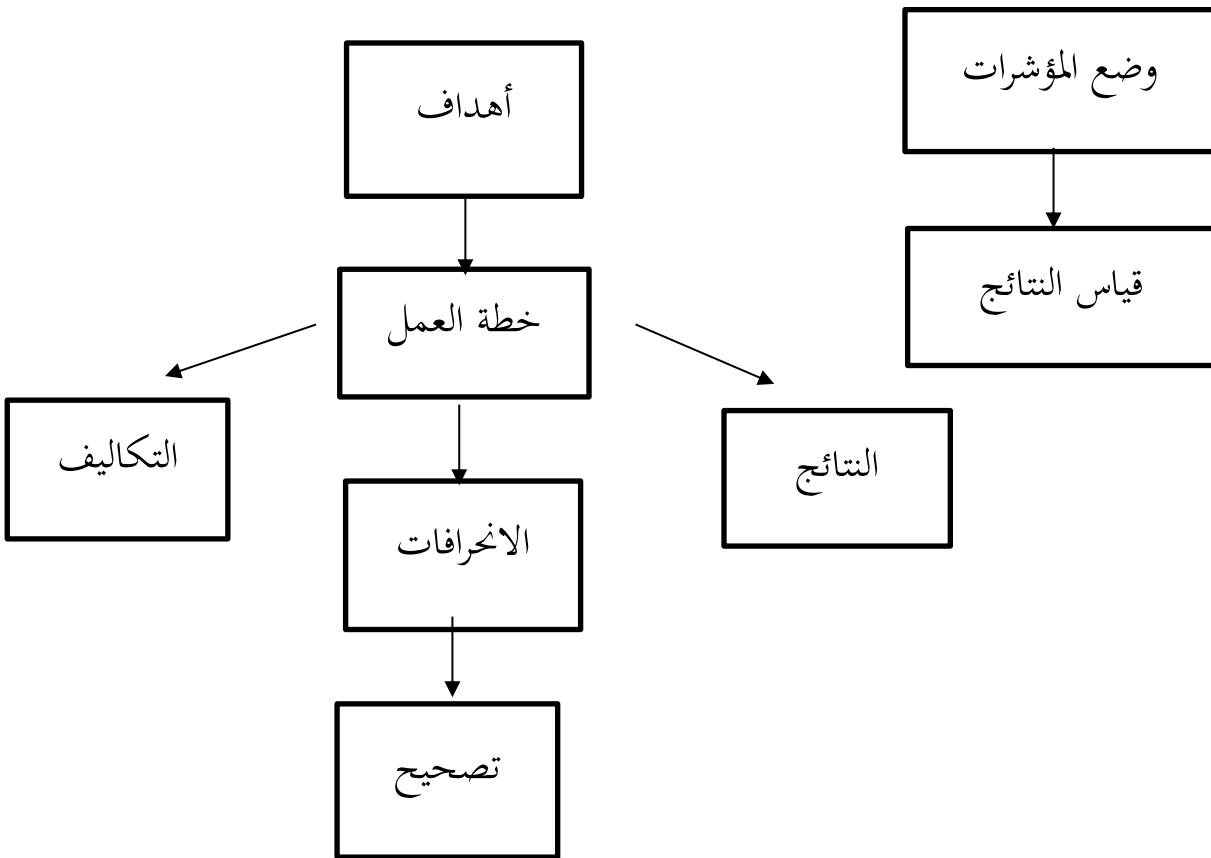 وضع المؤشرات
أهداف
قياس النتائج
خطة العمل
النتائج
التكاليف
الانحرافات
تصحيح